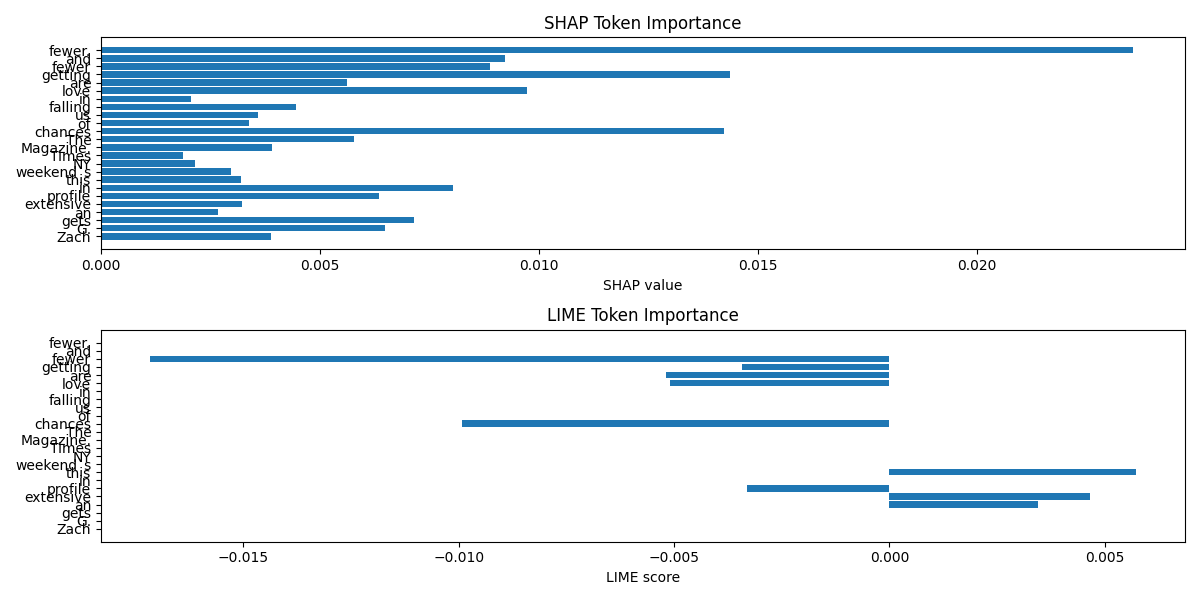 SHAP Token Importance
fewer.
and
fewer
getting
are
love
in
falling
us
of
chances
The
Magazine.
Times
NY
weekend's
this
in
profile
extensive
an
gets
G.
Zach
0.000 0.005 0.010 0.015 0.020
SHAP value
LIME Token Importance
fewer.
and
fewer
getting
are
love
in
falling
us
of
chances
The
Magazine.
Times
NY
weekend's
this
in
profile
extensive
an
gets
G.
Zach
−0.015 −0.010 −0.005 0.000 0.005
LIME score